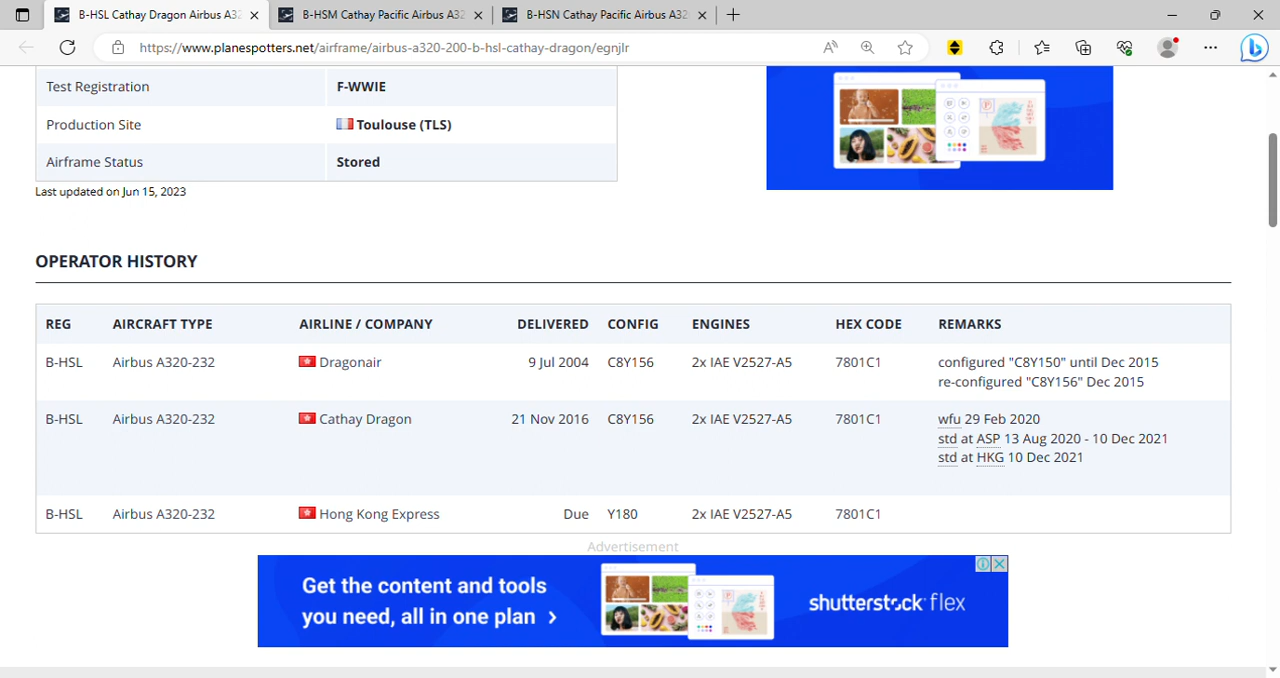 B-HSL Cathay Dragon Airbus A32
B-HSM Cathay Pacific Airbus A32
B-HSN Cathay Pacific Airbus A32
https://www.planespotters.net/airframe/airbus-a320-200-b-hsl-cathay-dragon/egnjlr
Test Registration F-WWIE
Production Site Toulouse (TLS)
Airframe Status Stored
Last updated on Jun 15, 2023
OPERATOR HISTORY
REG AIRCRAFT TYPE AIRLINE / COMPANY DELIVERED CONFIG ENGINES HEX CODE REMARKS
B-HSL Airbus A320-232 Dragonair 9 Jul 2004 C8Y156 2x IAE V2527-A5 7801C1 configured "C8Y150" until Dec 2015
re-configured "C8Y156" Dec 2015
B-HSL Airbus A320-232 Cathay Dragon 21 Nov 2016 C8Y156 2x IAE V2527-A5 7801C1 wfu 29 Feb 2020
std at ASP 13 Aug 2020 - 10 Dec 2021
std at HKG 10 Dec 2021
B-HSL Airbus A320-232 Hong Kong Express Due Y180 2x IAE V2527-A5 7801C1
Advertisement
Get the content and tools
you need, all in one plan ›
shutterstock flex